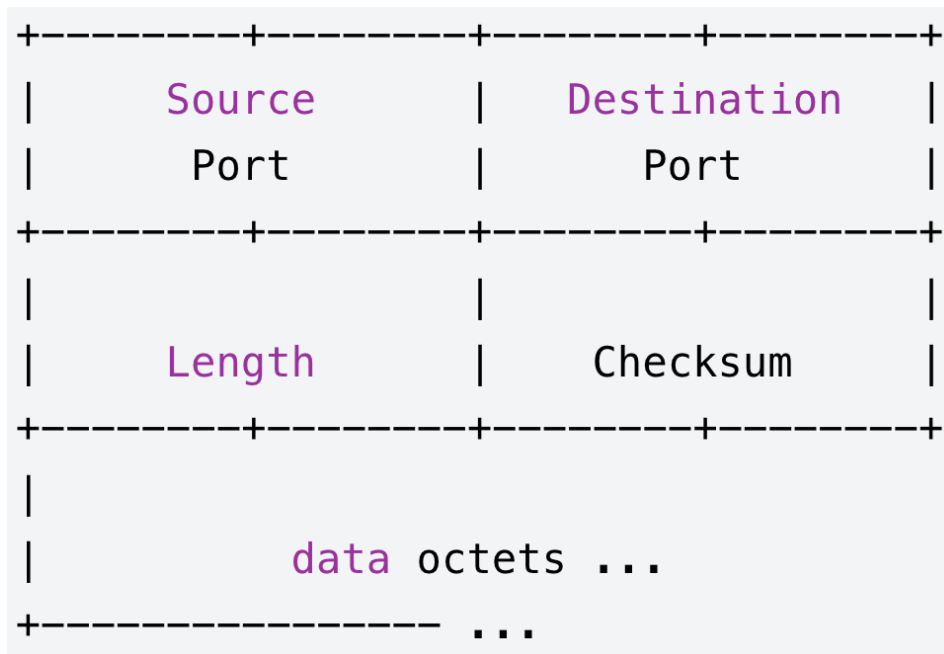 +--------+--------+--------+--------+
|     Source      |   Destination   |
|      Port       |      Port       |
+--------+--------+--------+--------+
|                 |                 |
|     Length      |    Checksum     |
+--------+--------+--------+--------+
|
|          data octets ...
+---------------- ...